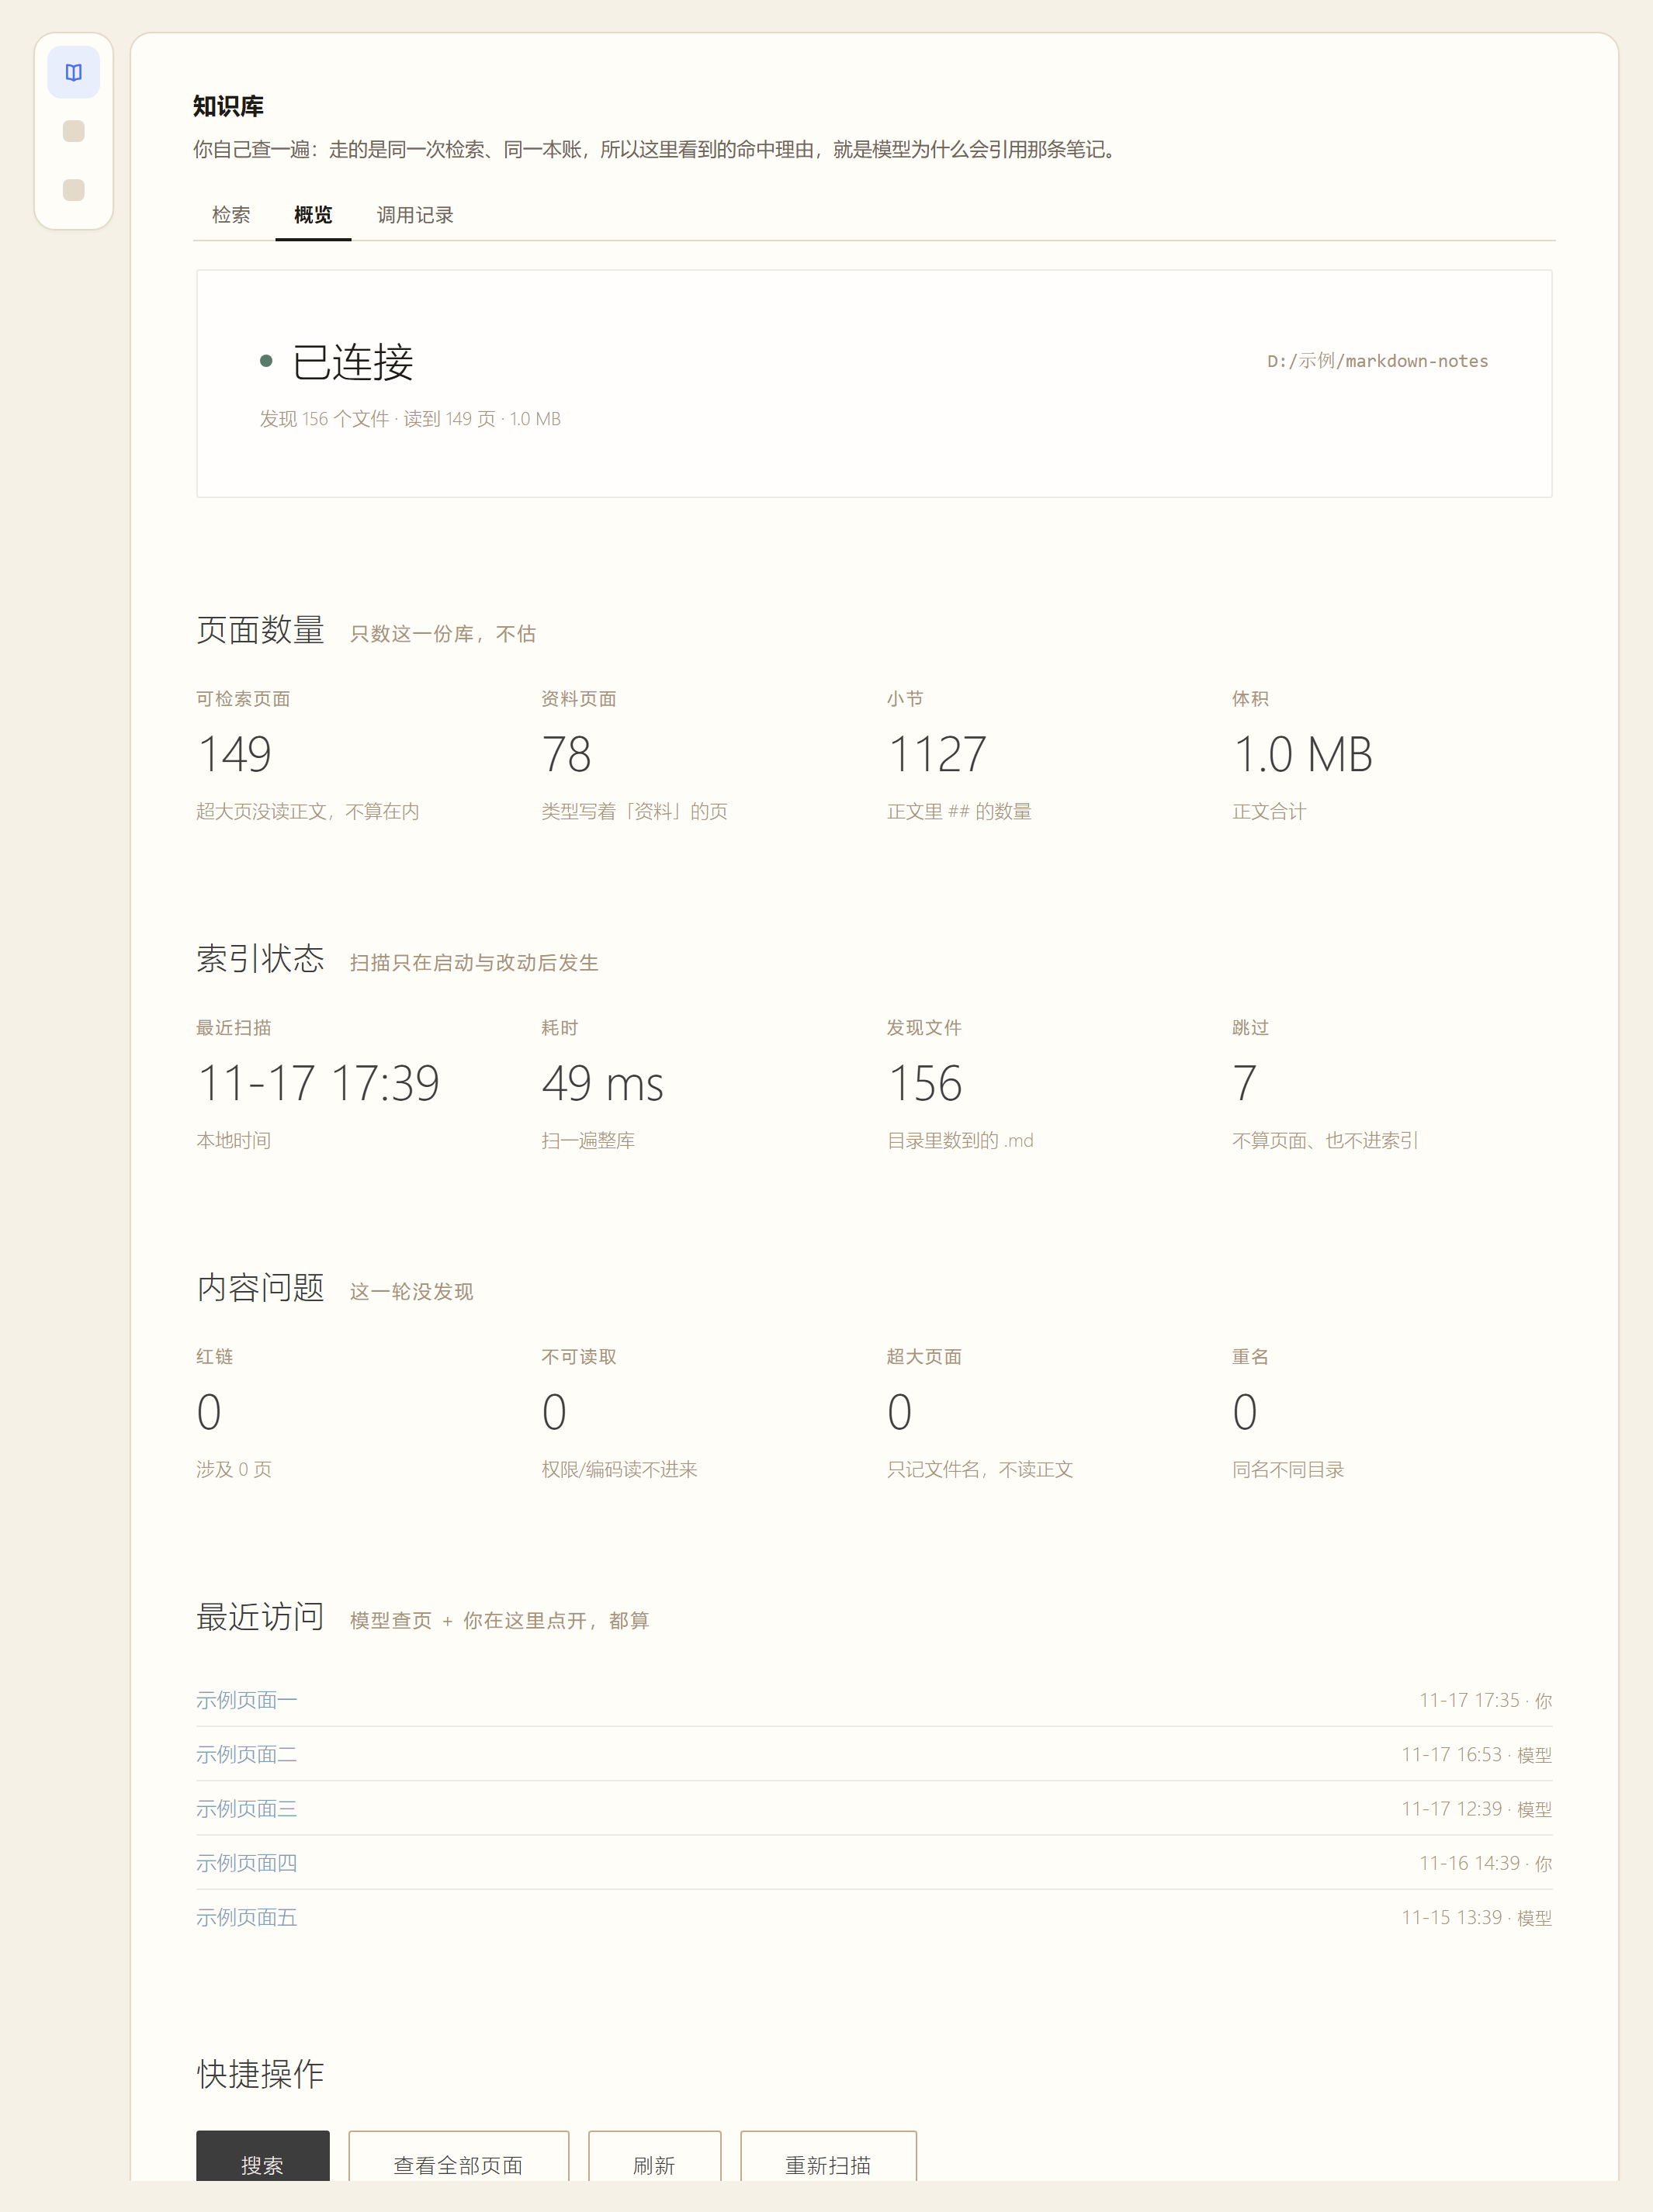 知识库
你自己查一遍：走的是同一次检索、同一本账，所以这里看到的命中理由，就是模型为什么会引用那条笔记。
检索 概览 调用记录
已连接 D:/示例/markdown-notes
发现 156 个文件 · 读到 149 页 · 1.0 MB
页面数量 只数这一份库，不估
可检索页面 资料页面 小节 体积
149 78 1127 1.0 MB
超大页没读正文，不算在内 类型写着「资料」的页 正文里 ## 的数量 正文合计
索引状态 扫描只在启动与改动后发生
最近扫描 耗时 发现文件 跳过
11-17 17:39 49 ms 156 7
本地时间 扫一遍整库 目录里数到的 .md 不算页面、也不进索引
内容问题 这一轮没发现
红链 不可读取 超大页面 重名
0 0 0 0
涉及 0 页 权限/编码读不进来 只记文件名，不读正文 同名不同目录
最近访问 模型查页 + 你在这里点开，都算
示例页面一 11-17 17:35 · 你
示例页面二 11-17 16:53 · 模型
示例页面三 11-17 12:39 · 模型
示例页面四 11-16 14:39 · 你
示例页面五 11-15 13:39 · 模型
快捷操作
搜索 查看全部页面 刷新 重新扫描